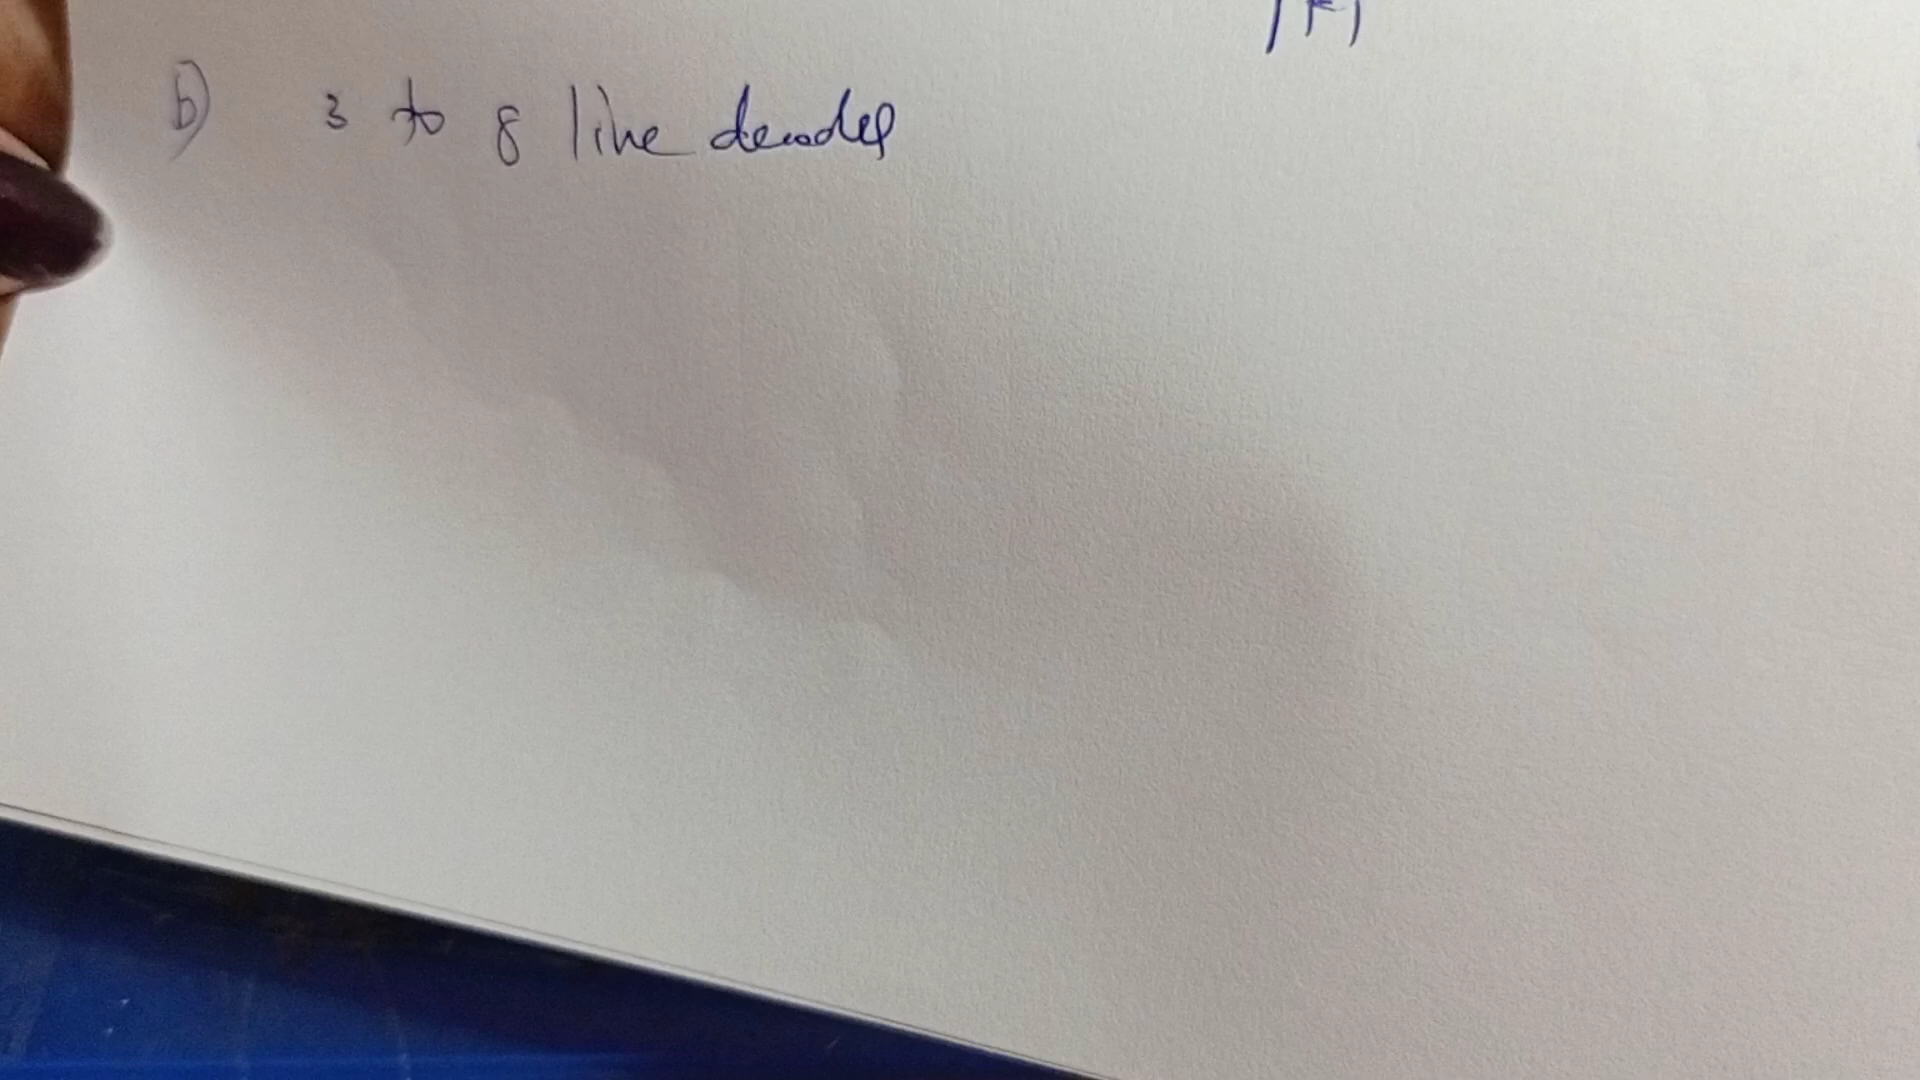 b) 3 to 8 line decoder